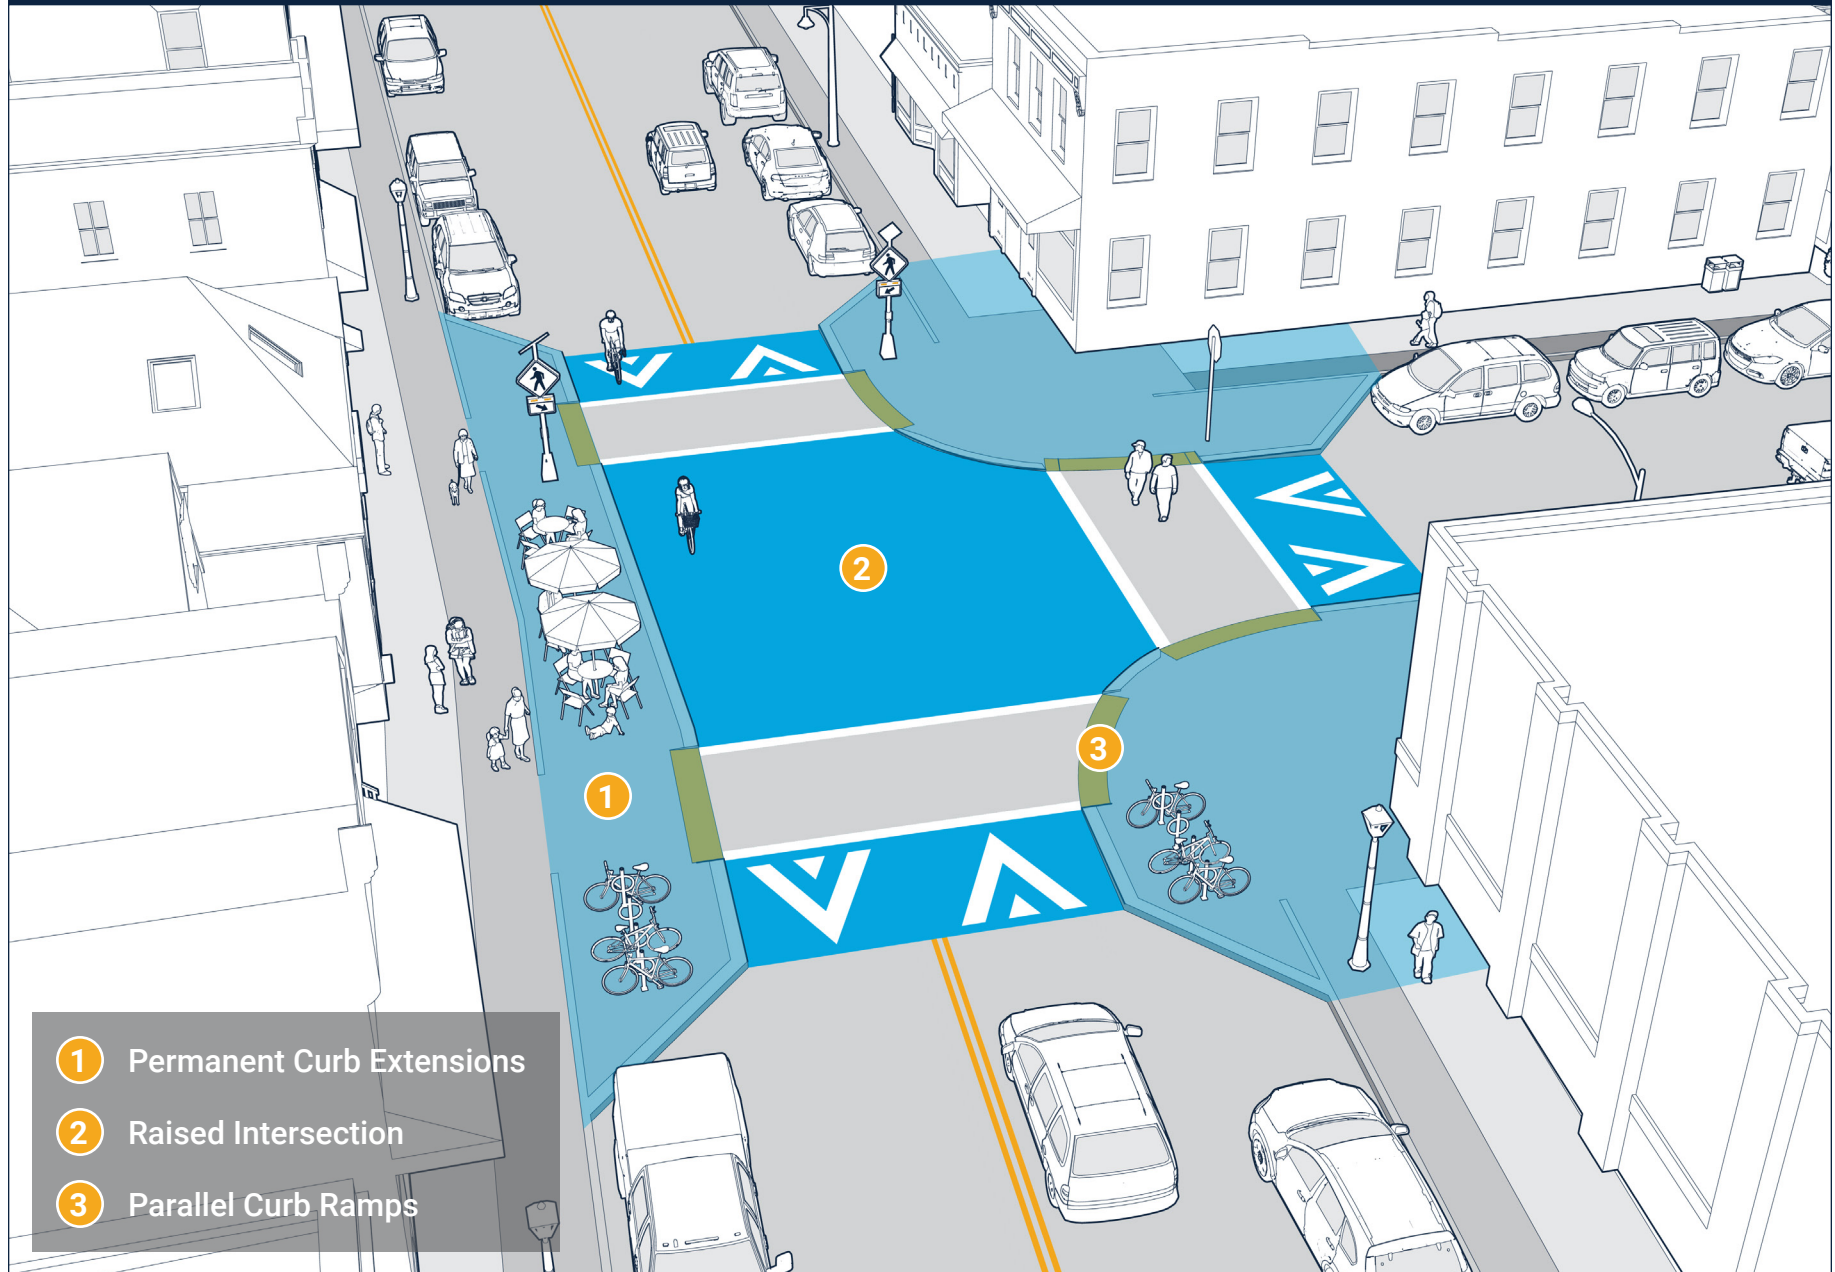 2
3
1
1 Permanent Curb Extensions
2 Raised Intersection
3 Parallel Curb Ramps